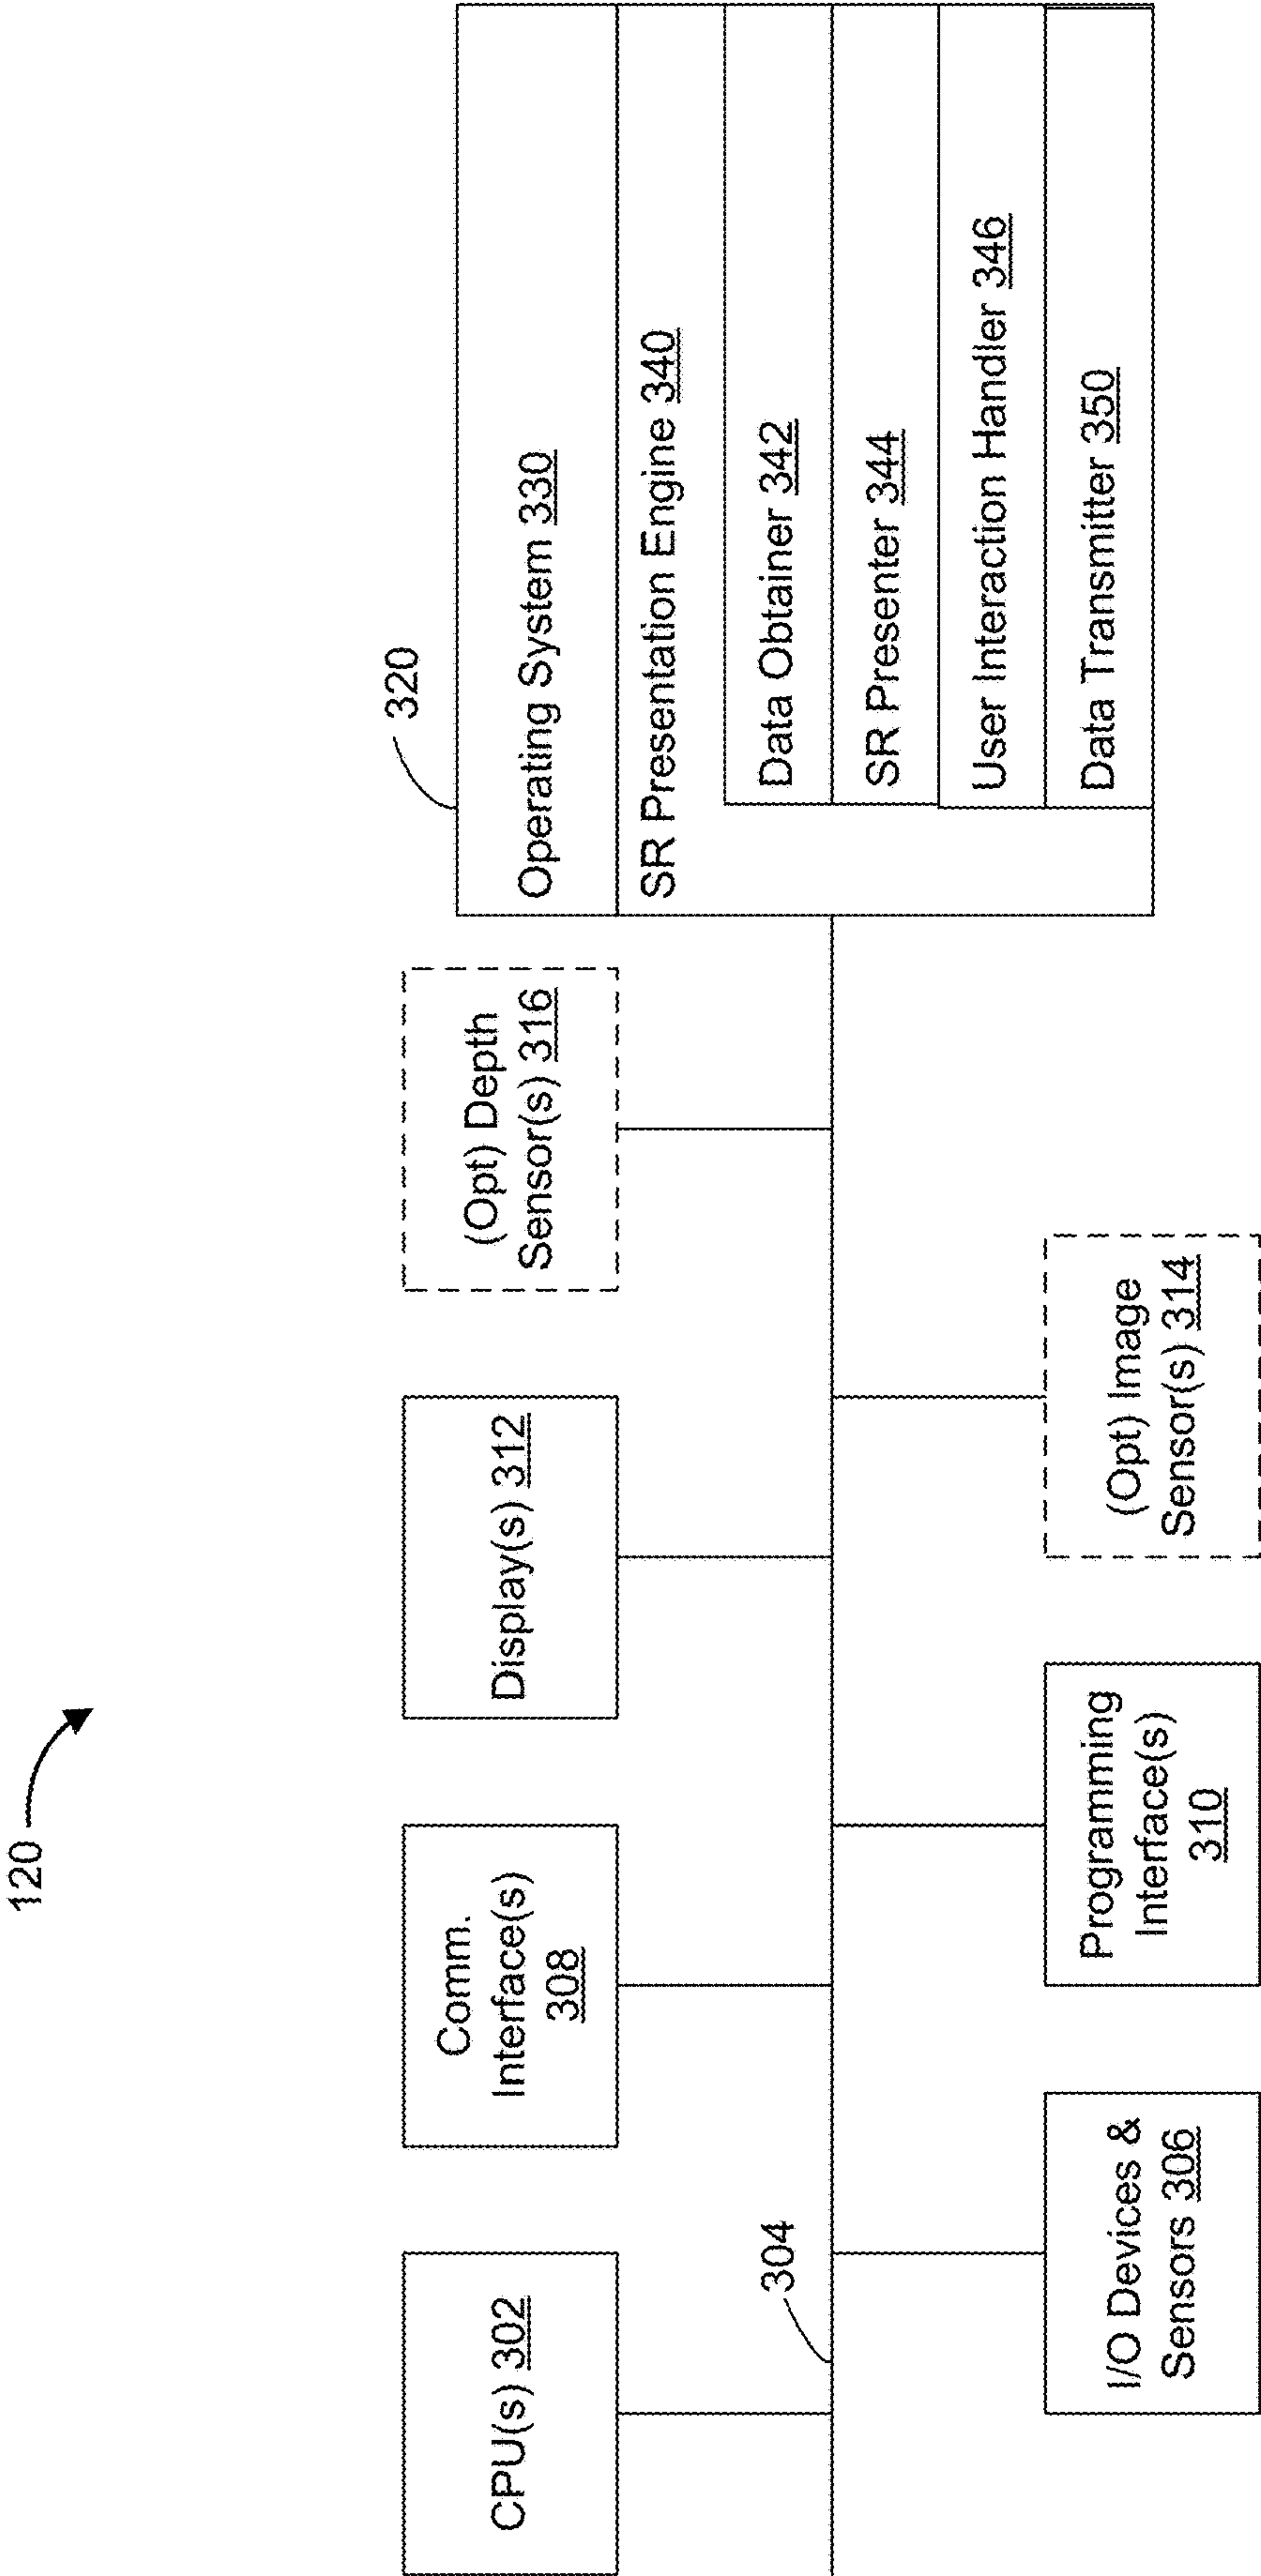 120
CPU(s) 302
Comm.
Interface(s)
308
Display(s) 312
(Opt) Depth
Sensor(s) 316
304
I/O Devices &
Sensors 306
Programming
Interface(s)
310
(Opt) Image
Sensor(s) 314
320
Operating System 330
SR Presentation Engine 340
Data Obtainer 342
SR Presenter 344
User Interaction Handler 346
Data Transmitter 350